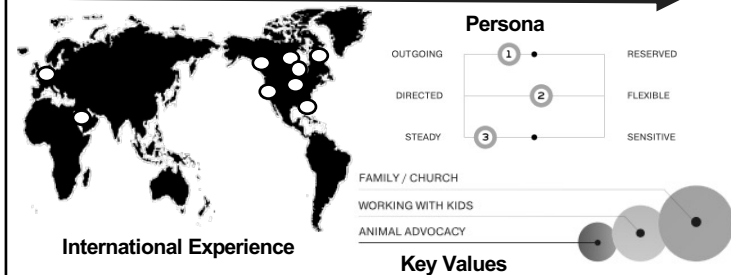 Persona
OUTGOING 1 RESERVED
DIRECTED 2 FLEXIBLE
STEADY 3 SENSITIVE
International Experience
FAMILY / CHURCH
WORKING WITH KIDS
ANIMAL ADVOCACY
Key Values